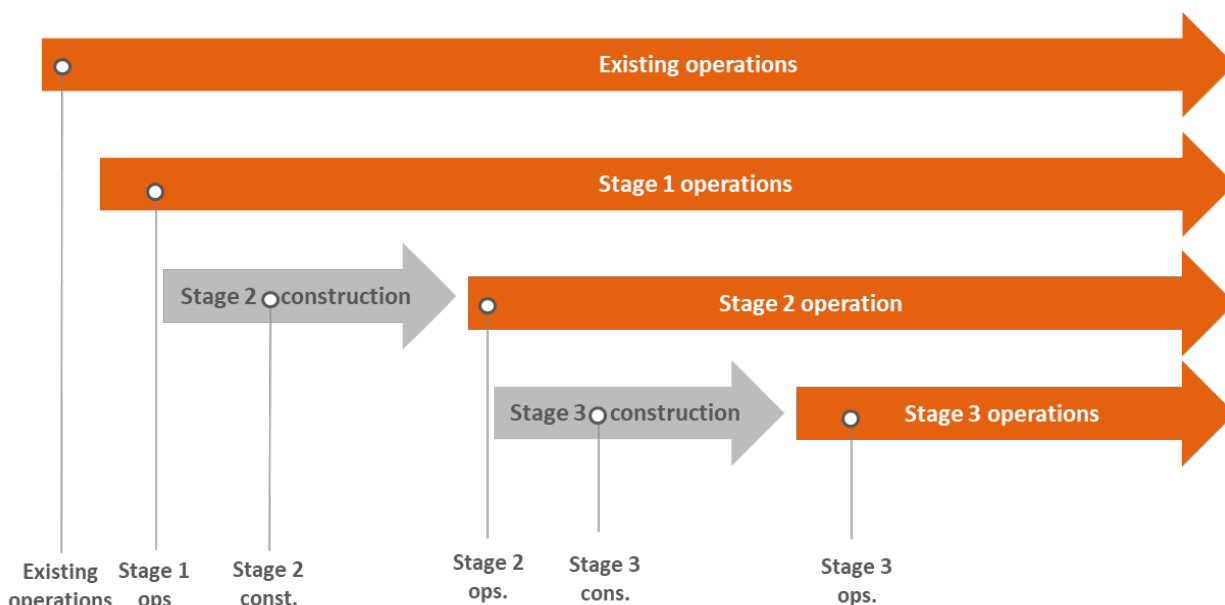 Existing operations
Stage 1 operations
Stage 2 construction
Stage 2 operation
Stage 3 construction
Stage 3 operations
Existing
operations
Stage 1
ops
Stage 2
const.
Stage 2
ops.
Stage 3
cons.
Stage 3
ops.